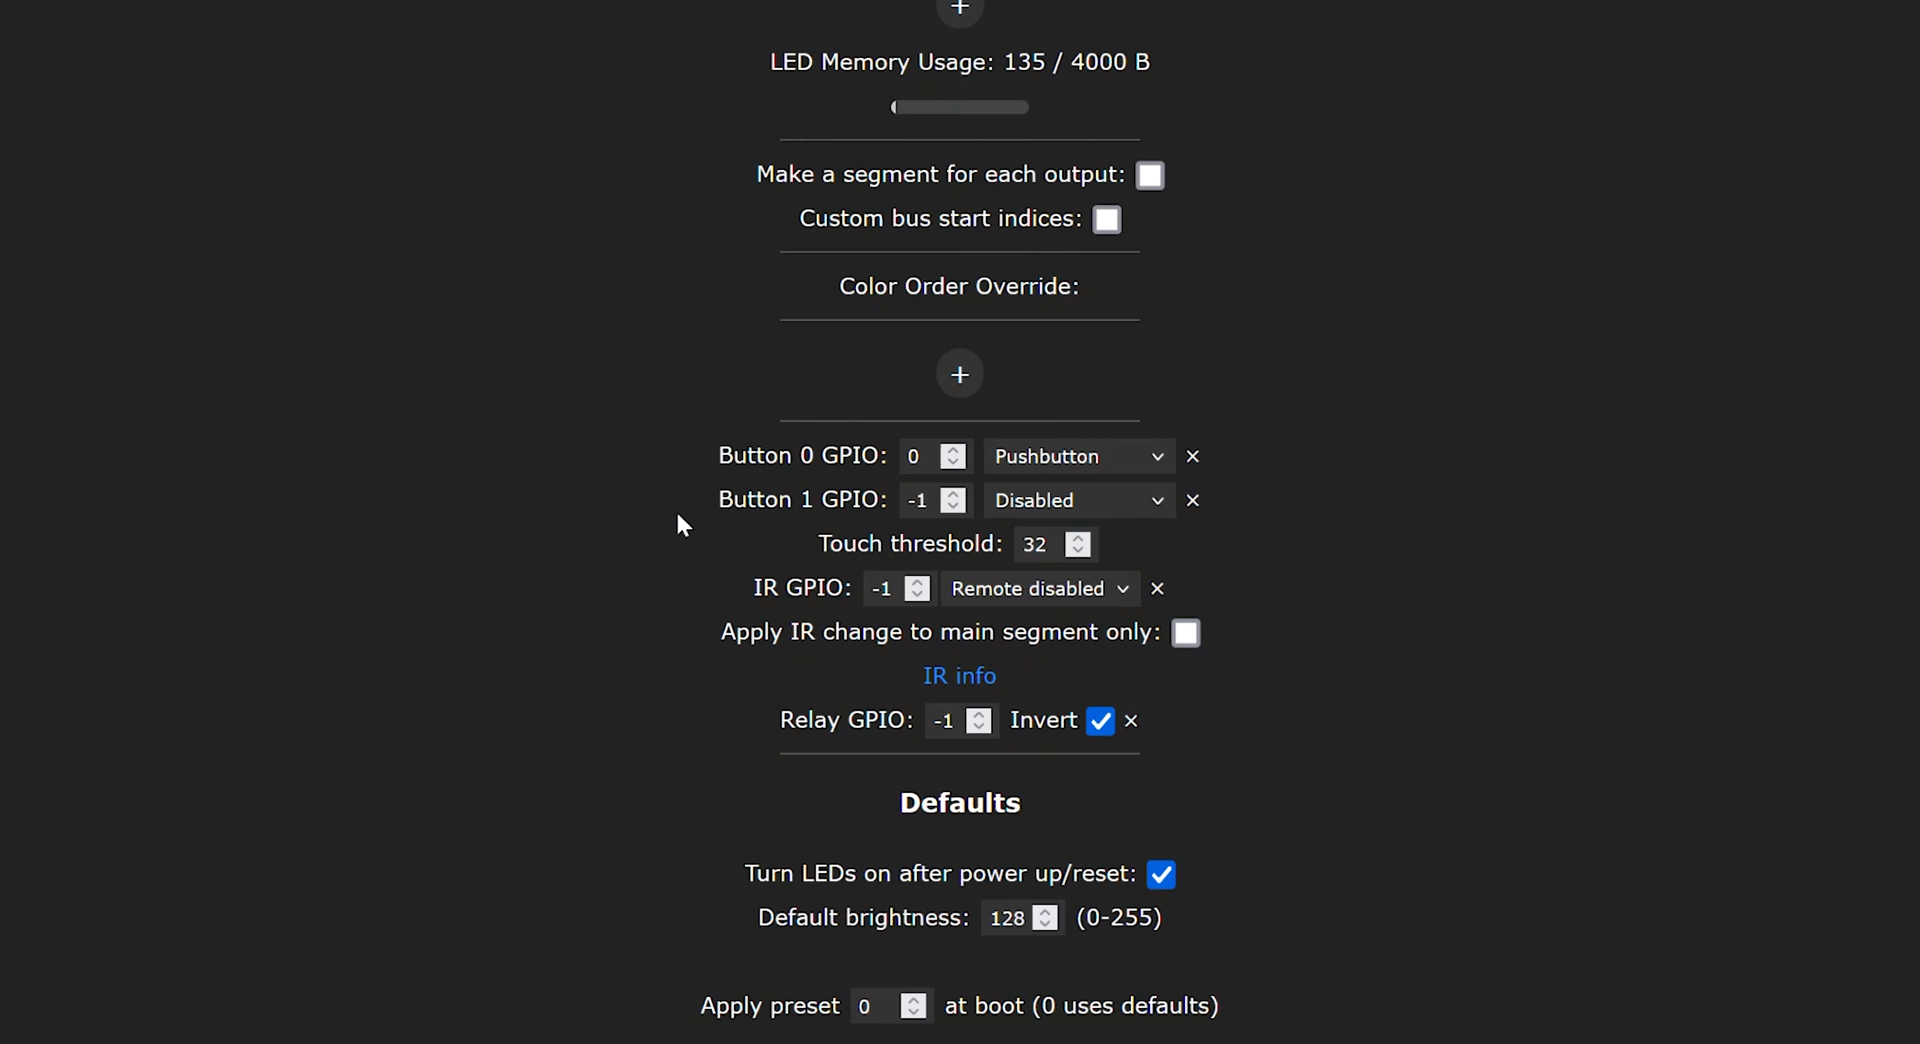 +
LED Memory Usage: 135 / 4000 B
Make a segment for each output:
Custom bus start indices:
Color Order Override:
+
Button 0 GPIO: 0 Pushbutton ×
Button 1 GPIO: -1 Disabled ×
Touch threshold: 32
IR GPIO: -1 Remote disabled ×
Apply IR change to main segment only:
IR info
Relay GPIO: -1 Invert ×
Defaults
Turn LEDs on after power up/reset:
Default brightness: 128 (0-255)
Apply preset 0 at boot (0 uses defaults)